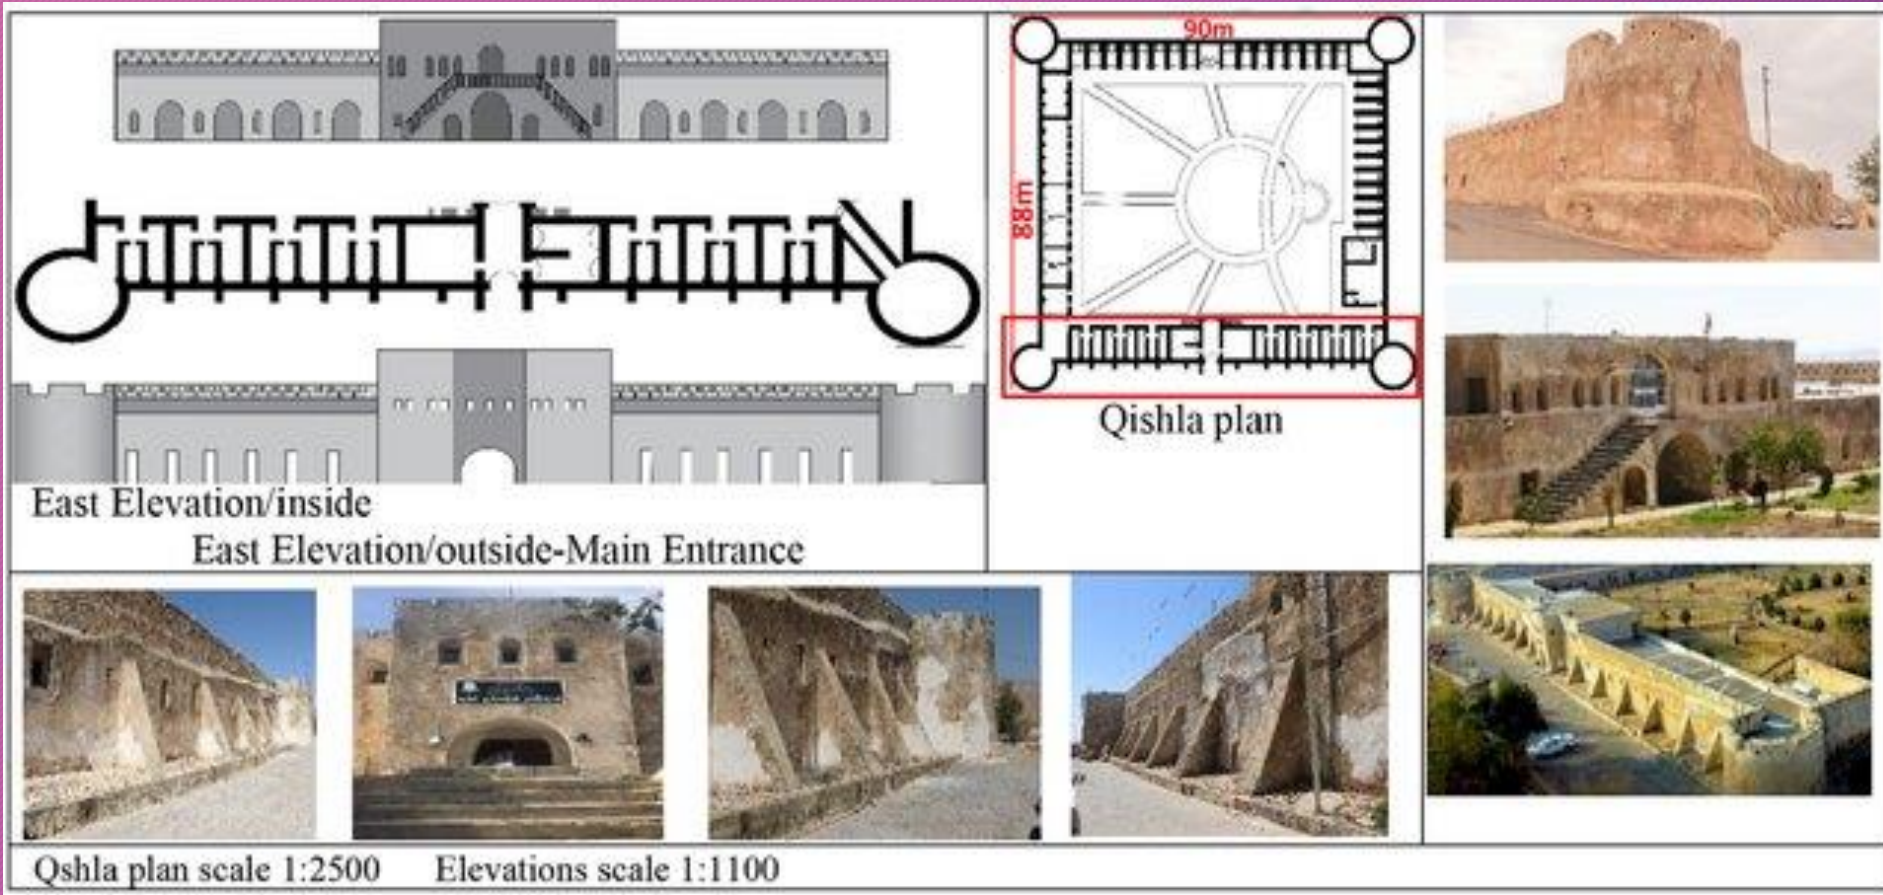 90m
88m
Qishla plan
East Elevation/inside
East Elevation/outside-Main Entrance
Qshla plan scale 1:2500 Elevations scale 1:1100